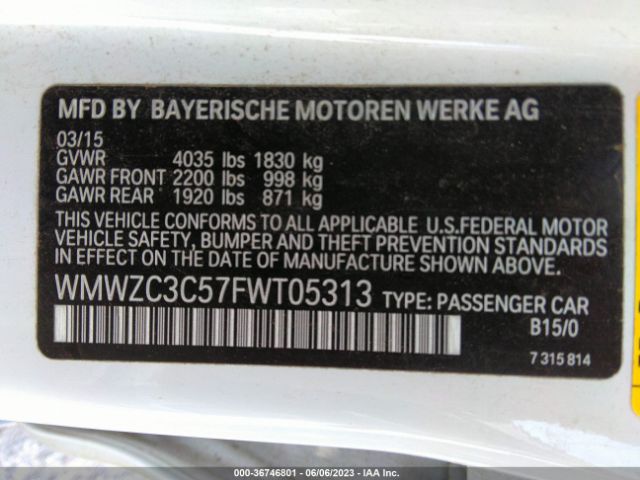 MFD BY BAYERISCHE MOTOREN WERKE AG
03/15
GVWR 4035 lbs 1830 kg
GAWR FRONT 2200 lbs 998 kg
GAWR REAR 1920 lbs 871 kg
THIS VEHICLE CONFORMS TO ALL APPLICABLE U.S.FEDERAL MOTOR
VEHICLE SAFETY, BUMPER AND THEFT PREVENTION STANDARDS
IN EFFECT ON THE DATE OF MANUFACTURE SHOWN ABOVE.
WMWZC3C57FWT05313 TYPE: PASSENGER CAR
B15/0
7 315 814
000-36746801 - 06/06/2023 - IAA Inc.